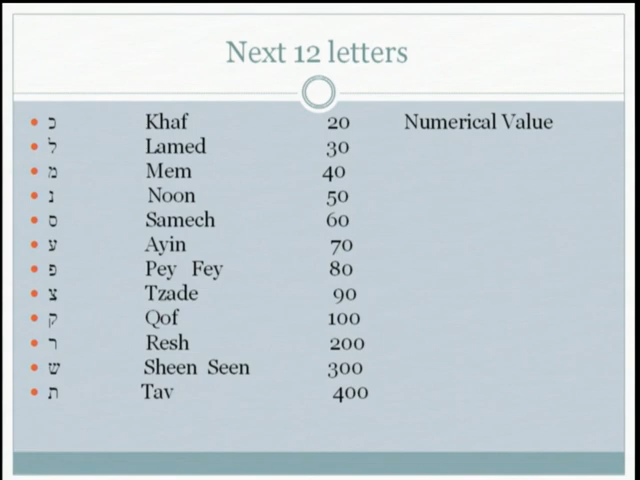 Next 12 letters
כ Khaf 20 Numerical Value
ל Lamed 30
מ Mem 40
נ Noon 50
ס Samech 60
ע Ayin 70
פ Pey Fey 80
צ Tzade 90
ק Qof 100
ר Resh 200
ש Sheen Seen 300
ת Tav 400